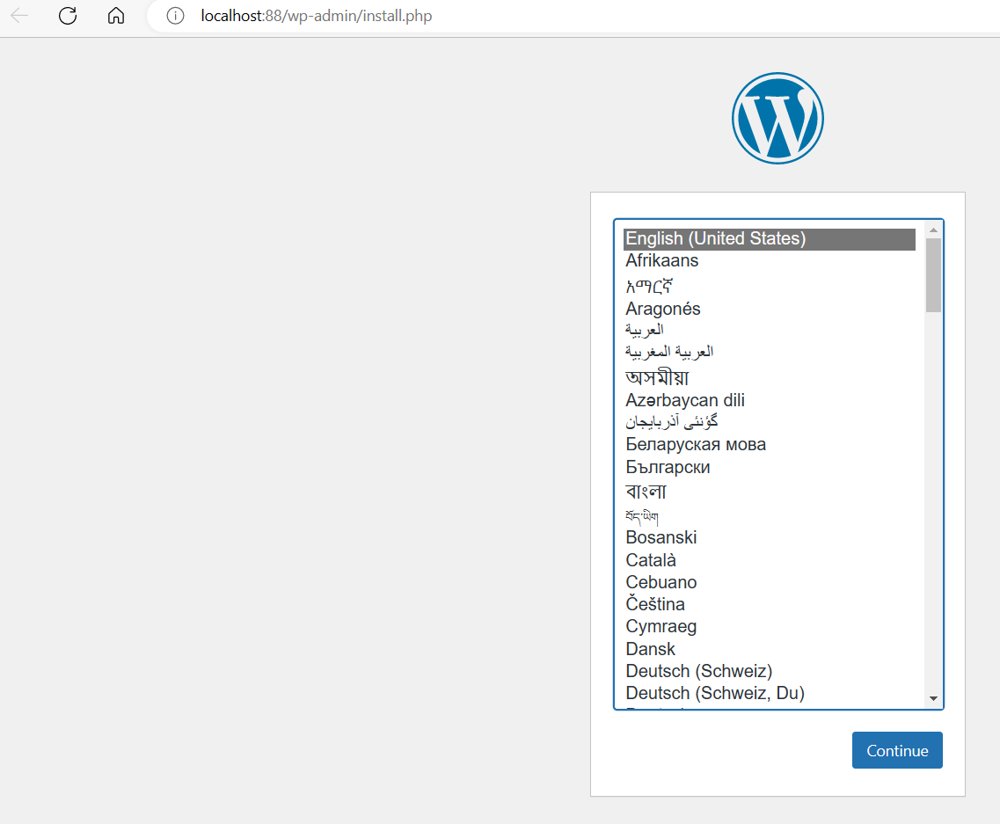 localhost:88/wp-admin/install.php
English (United States)
Afrikaans
አማርኛ
Aragonés
العربية
العربية المغربية
অসমীয়া
Azərbaycan dili
گؤنئی آذربایجان
Беларуская мова
Български
বাংলা
བོད་ཡིག
Bosanski
Català
Cebuano
Čeština
Cymraeg
Dansk
Deutsch (Schweiz)
Deutsch (Schweiz, Du)
Continue